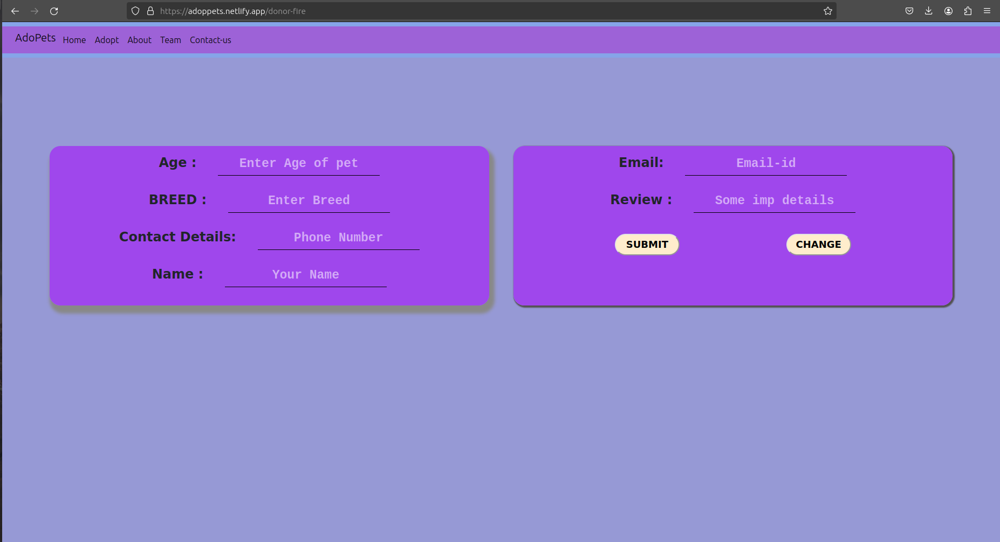 https://adoppets.netlify.app/donor-fire
AdoPets Home Adopt About Team Contact-us
Age : Enter Age of pet
BREED : Enter Breed
Contact Details: Phone Number
Name : Your Name
Email: Email-id
Review : Some imp details
SUBMIT CHANGE